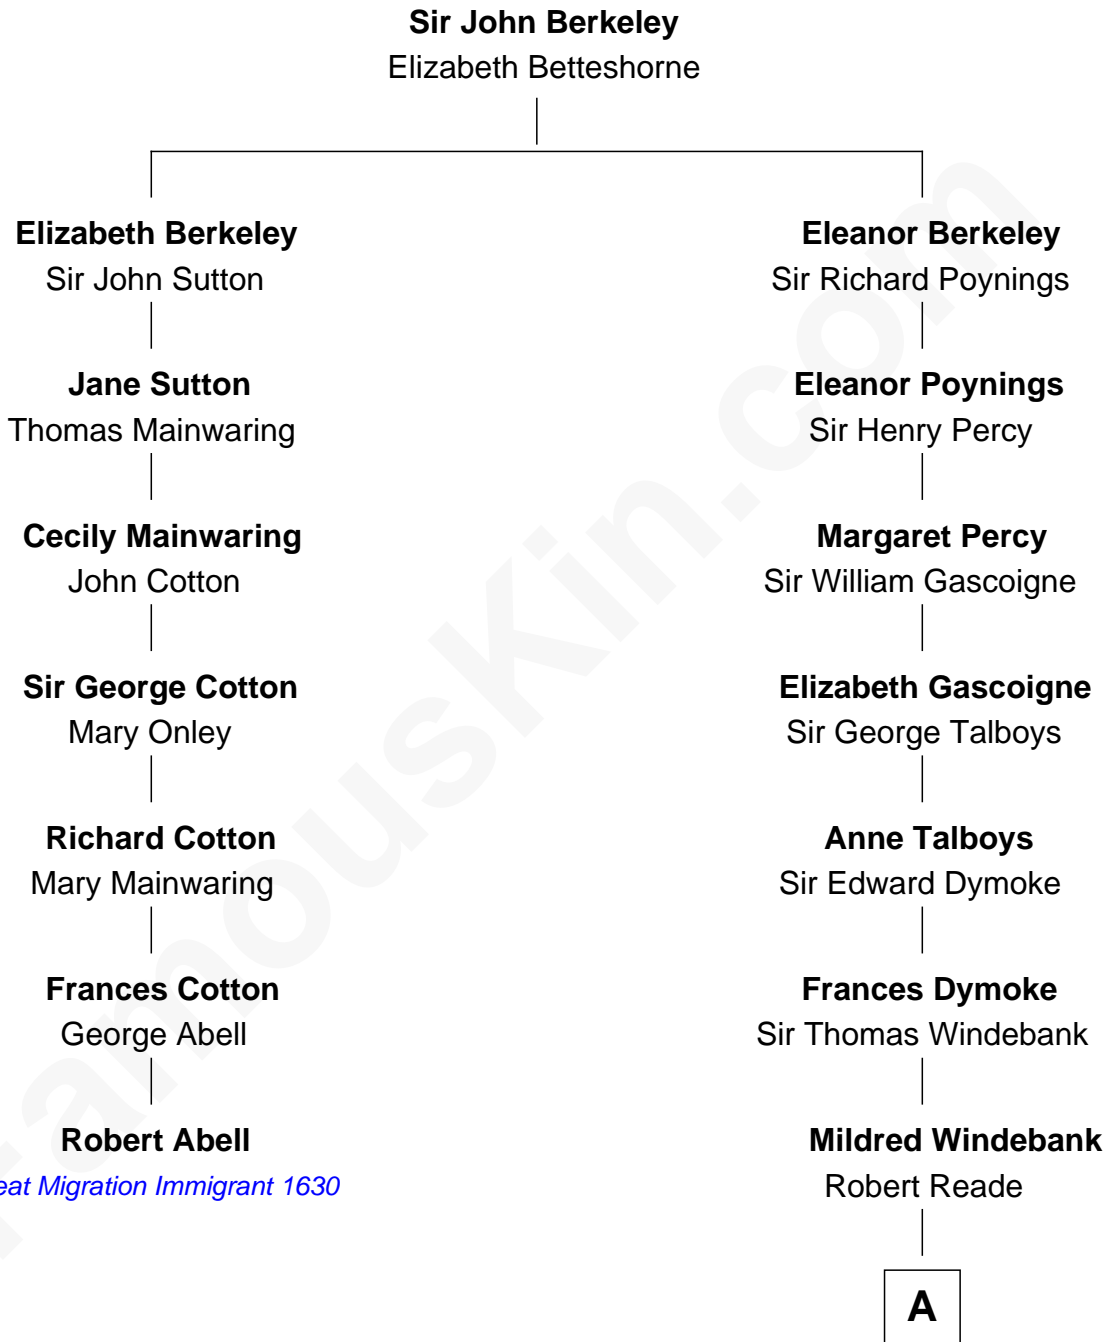 Sir John Berkeley
Elizabeth Betteshorne
Elizabeth Berkeley
Sir John Sutton
Jane Sutton
Thomas Mainwaring
Cecily Mainwaring
John Cotton
Sir George Cotton
Mary Onley
Richard Cotton
Mary Mainwaring
Frances Cotton
George Abell
Robert Abell
eat Migration Immigrant 1630
Eleanor Berkeley
Sir Richard Poynings
Eleanor Poynings
Sir Henry Percy
Margaret Percy
Sir William Gascoigne
Elizabeth Gascoigne
Sir George Talboys
Anne Talboys
Sir Edward Dymoke
Frances Dymoke
Sir Thomas Windebank
Mildred Windebank
Robert Reade
A
FamousKin.com